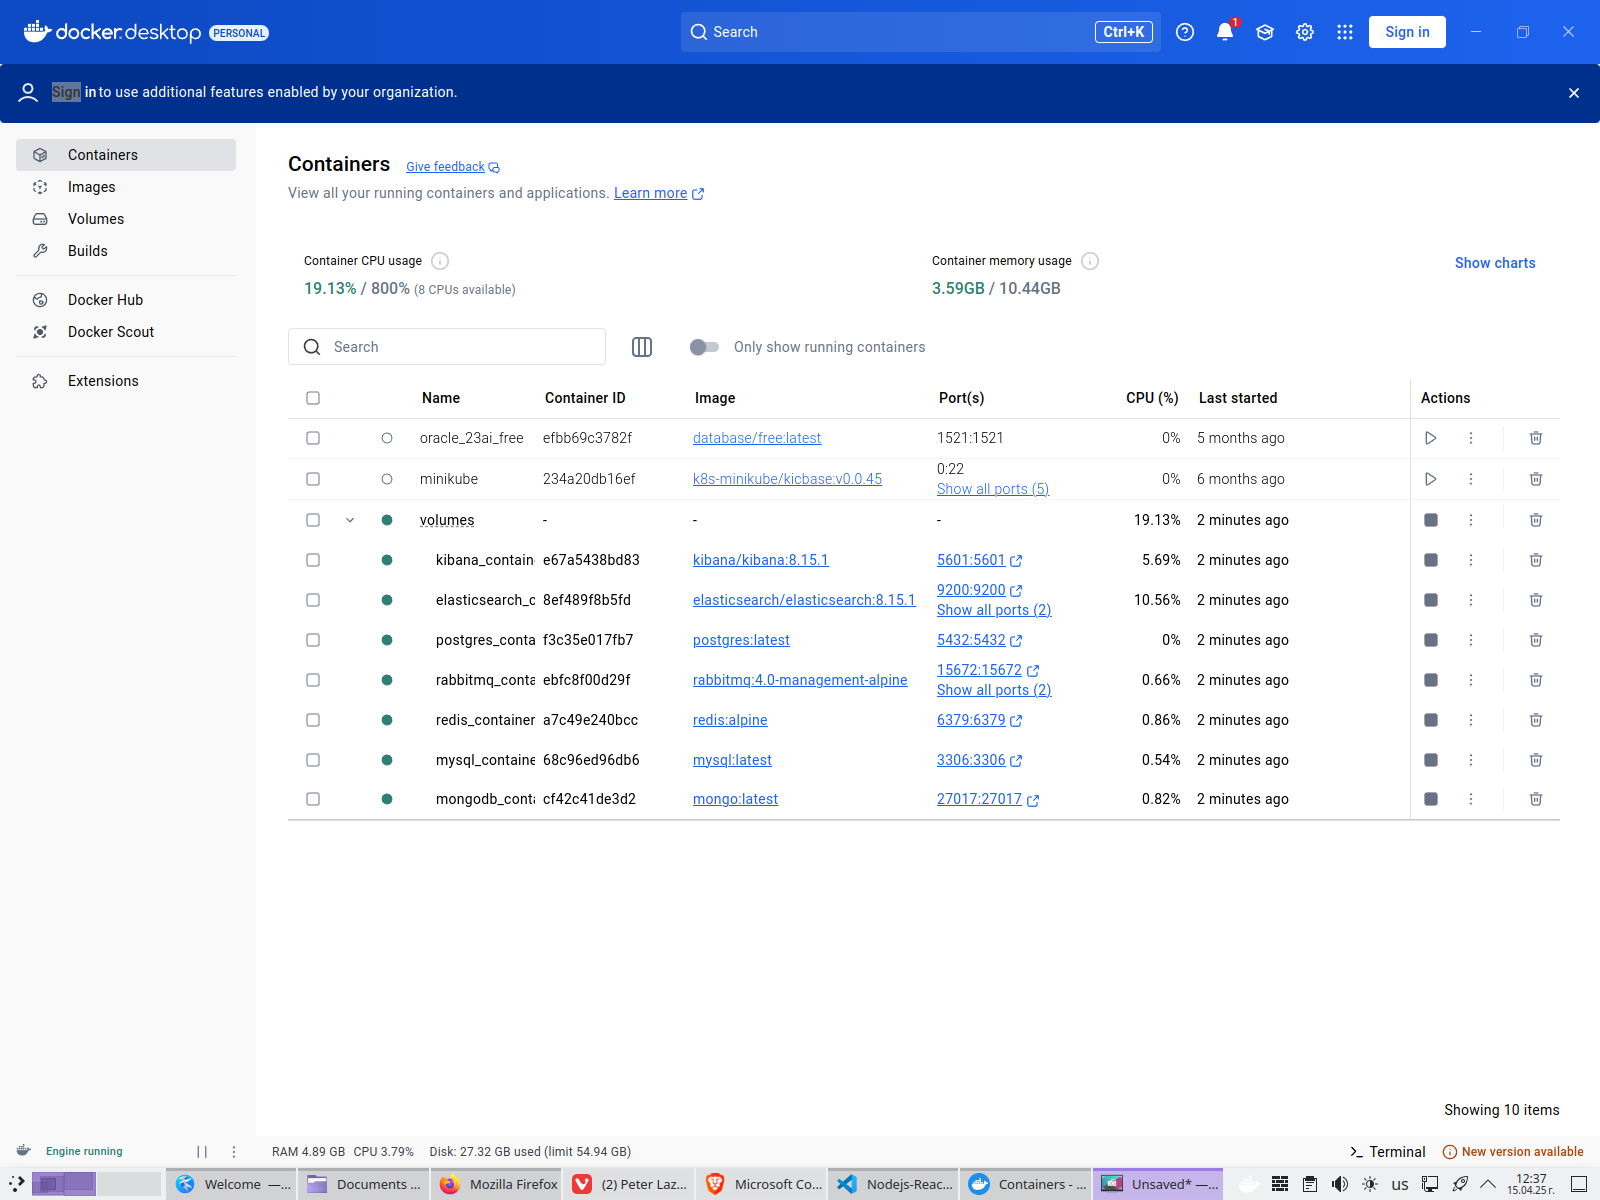 docker.desktop PERSONAL
Search Ctrl+K
1
Sign in
Sign in to use additional features enabled by your organization.
Containers
Images
Volumes
Builds
Docker Hub
Docker Scout
Extensions
Containers Give feedback
View all your running containers and applications. Learn more
Container CPU usage
19.13% / 800% (8 CPUs available)
Container memory usage
3.59GB / 10.44GB
Show charts
Search
Only show running containers
Name Container ID Image Port(s) CPU (%) Last started Actions
oracle_23ai_free efbb69c3782f database/free:latest 1521:1521 0% 5 months ago
minikube 234a20db16ef k8s-minikube/kicbase:v0.0.45 0:22 0% 6 months ago
Show all ports (5)
volumes - - - 19.13% 2 minutes ago
kibana_contain e67a5438bd83 kibana/kibana:8.15.1 5601:5601 5.69% 2 minutes ago
elasticsearch_c 8ef489f8b5fd elasticsearch/elasticsearch:8.15.1 9200:9200 10.56% 2 minutes ago
Show all ports (2)
postgres_conta f3c35e017fb7 postgres:latest 5432:5432 0% 2 minutes ago
rabbitmq_conta ebfc8f00d29f rabbitmq:4.0-management-alpine 15672:15672 0.66% 2 minutes ago
Show all ports (2)
redis_container a7c49e240bcc redis:alpine 6379:6379 0.86% 2 minutes ago
mysql_containe 68c96ed96db6 mysql:latest 3306:3306 0.54% 2 minutes ago
mongodb_conta cf42c41de3d2 mongo:latest 27017:27017 0.82% 2 minutes ago
Showing 10 items
Engine running
RAM 4.89 GB CPU 3.79% Disk: 27.32 GB used (limit 54.94 GB)
Terminal
New version available
Welcome —...
Documents ...
Mozilla Firefox
(2) Peter Laz...
Microsoft Co...
Nodejs-Reac...
Containers - ...
Unsaved* —...
us
12:37
15.04.25 г.